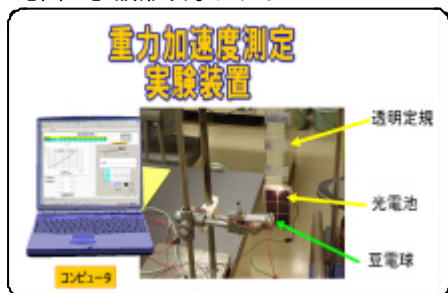 重力加速度測定
実験装置
透明定規
光電池
豆電球
コンピュータ